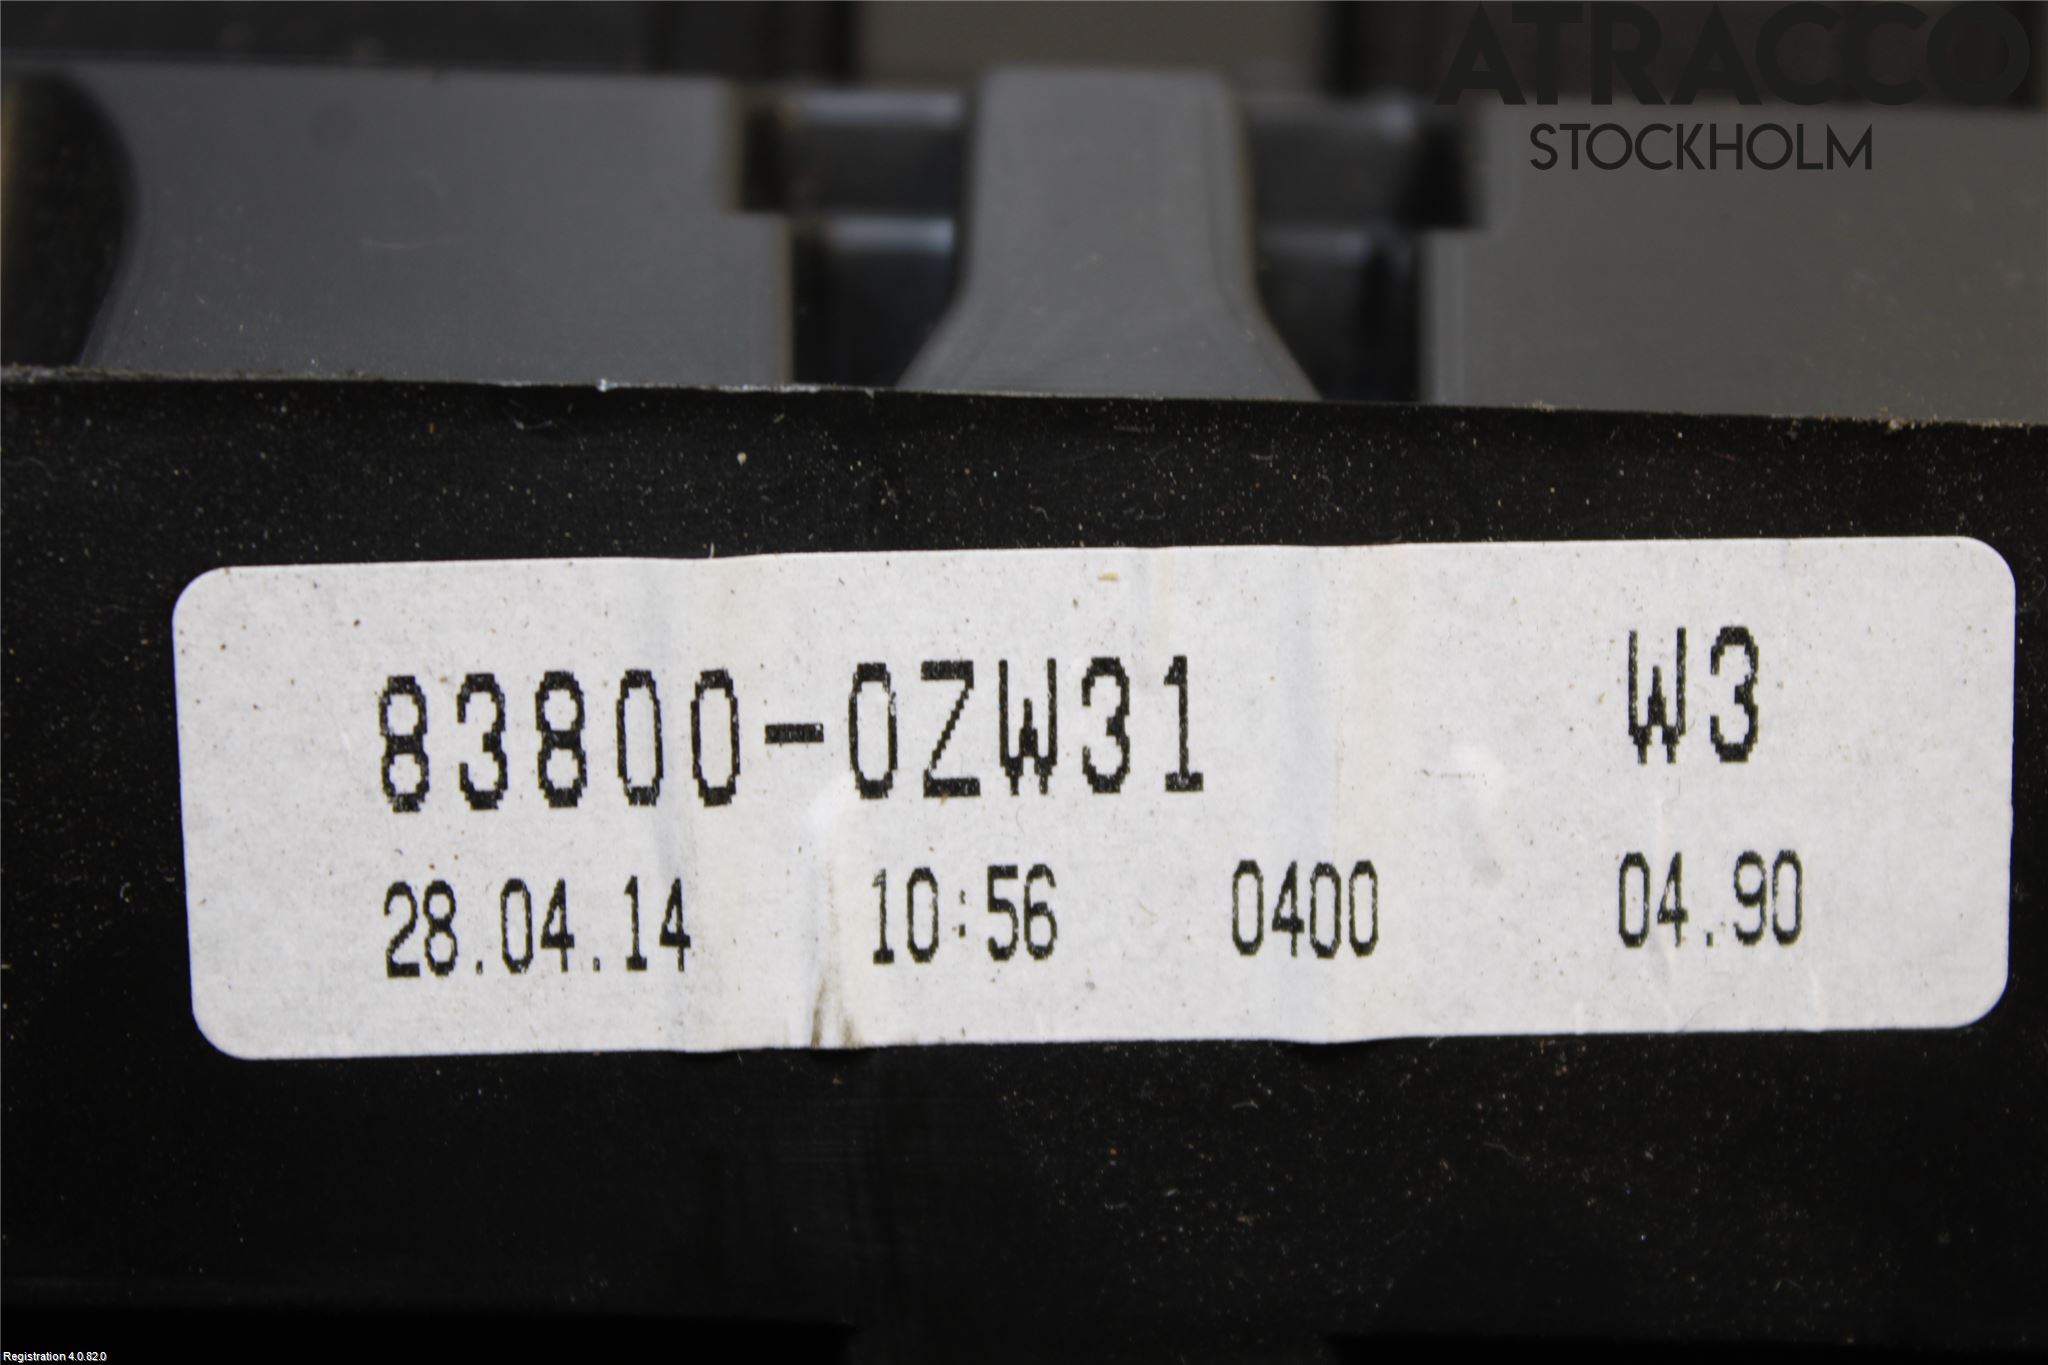 ATRACCO
STOCKHOLM
83800-0ZW31 W3
28.04.14 10:56 0400 04.90
Registration 4.0.82.0